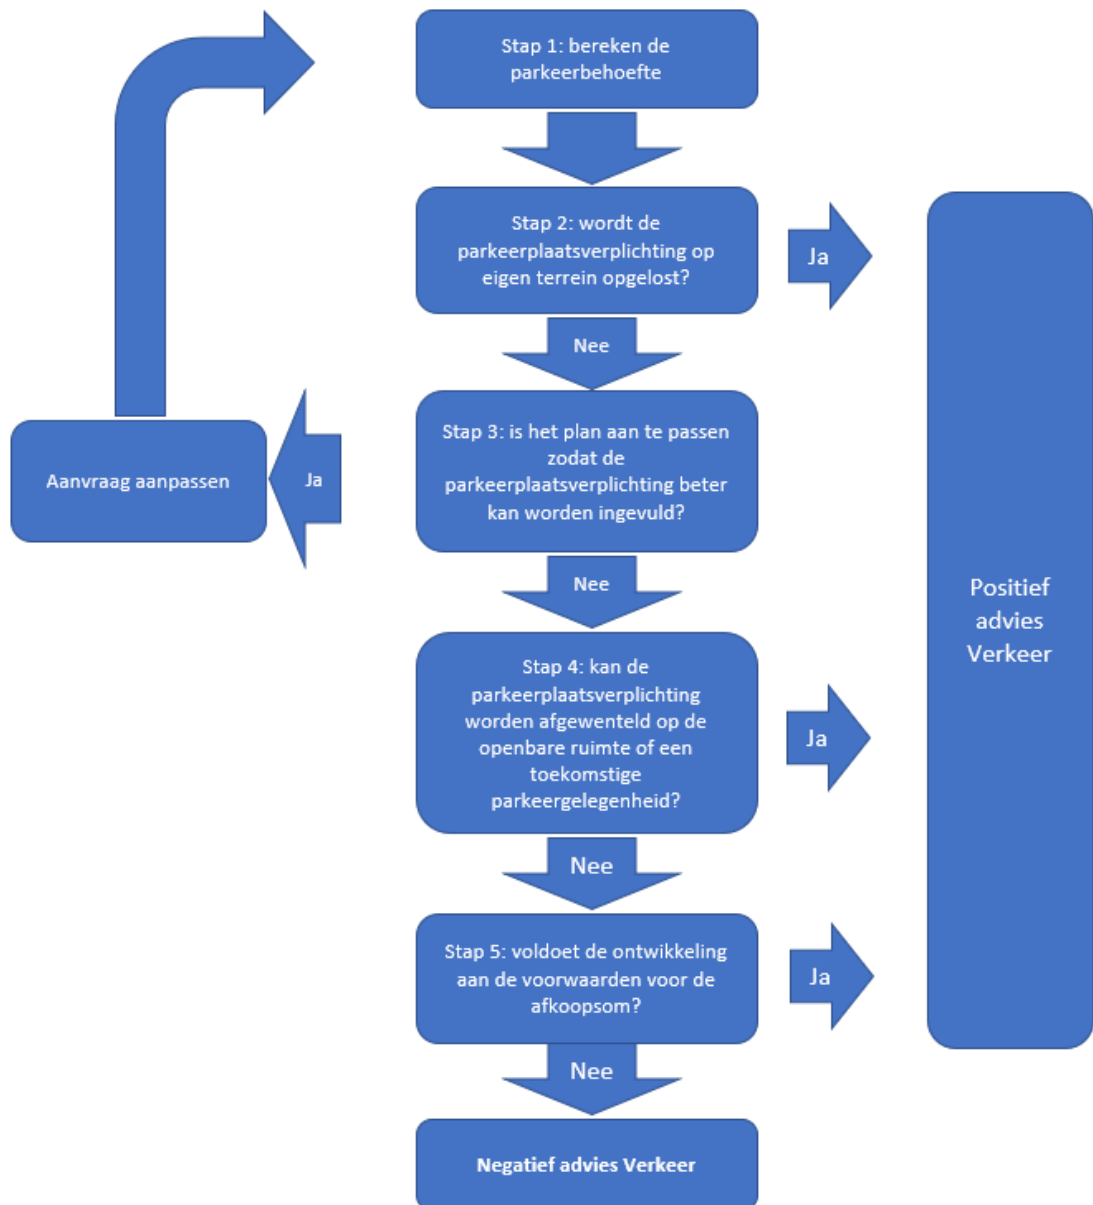 Stap 1: bereken de
parkeerbehoefte
Stap 2: wordt de
parkeerplaatsverplichting op
eigen terrein opgelost?
Ja
Nee
Stap 3: is het plan aan te passen
zodat de
parkeerplaatsverplichting beter
kan worden ingevuld?
Ja
Aanvraag aanpassen
Nee
Stap 4: kan de
parkeerplaatsverplichting
worden afgewenteld op de
openbare ruimte of een
toekomstige
parkeergelegenheid?
Ja
Nee
Stap 5: voldoet de ontwikkeling
aan de voorwaarden voor de
afkoopsom?
Ja
Nee
Negatief advies Verkeer
Positief
advies
Verkeer